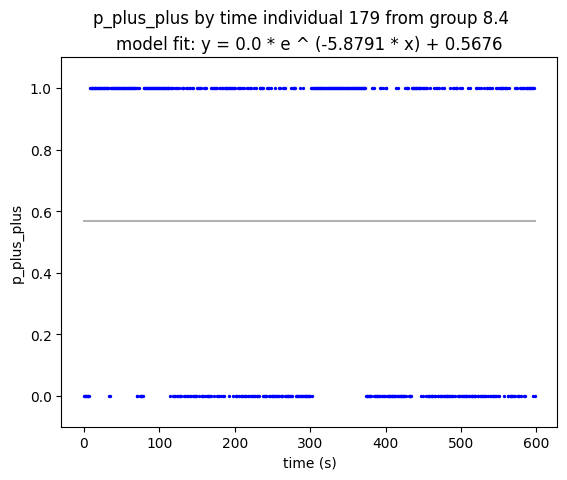 p_plus_plus by time individual 179 from group 8.4
model fit: y = 0.0 * e ^ (-5.8791 * x) + 0.5676
1.0
0.8
0.6
0.4
0.2
0.0
p_plus_plus
0 100 200 300 400 500 600
time (s)